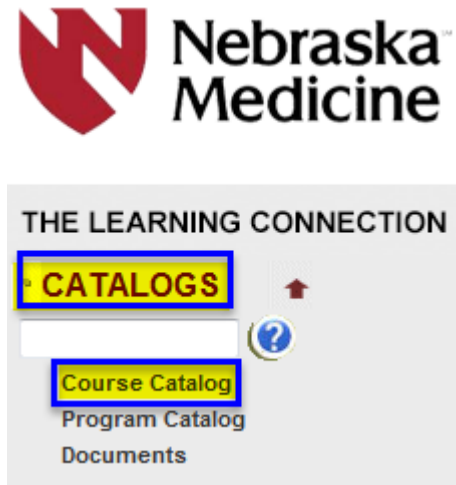 Nebraska
Medicine
THE LEARNING CONNECTION
CATALOGS
?
Course Catalog
Program Catalog
Documents